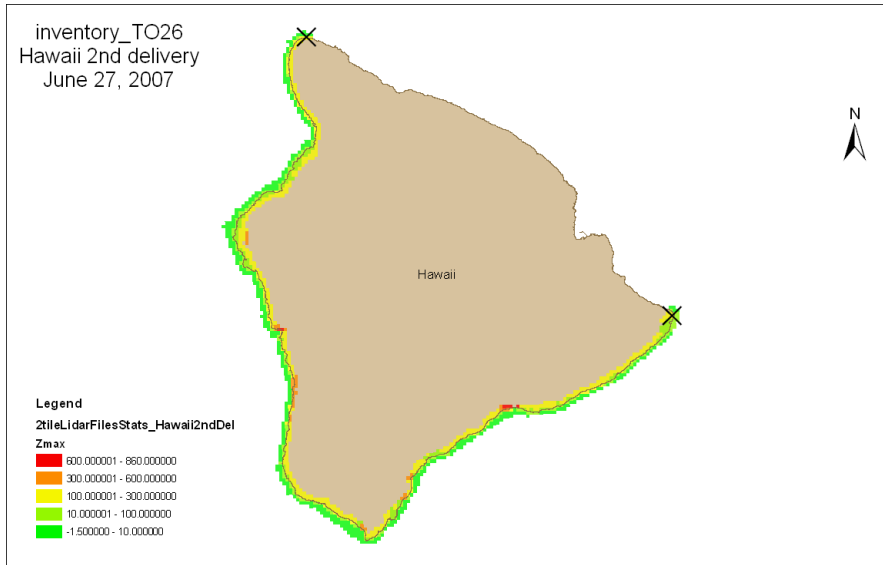 inventory_TO26
Hawaii 2nd delivery
June 27, 2007
N
Hawaii
Legend
2tileLidarFilesStats_Hawaii2ndDel
Zmax
600.000001 - 860.000000
300.000001 - 600.000000
100.000001 - 300.000000
10.000001 - 100.000000
-1.500000 - 10.000000